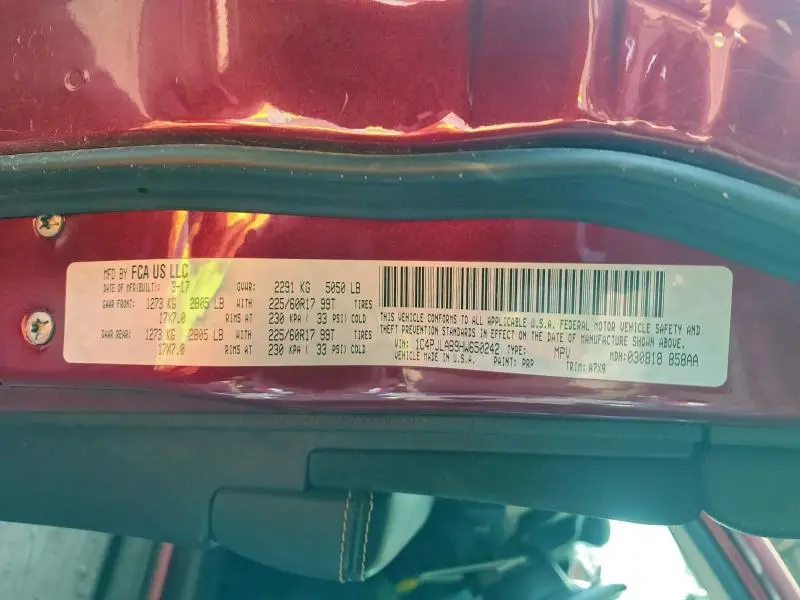 MFD BY FCA US LLC
DATE OF MFR(BUILT): 3-17 GVWR: 2291 KG 5050 LB
GAWR FRONT: 1273 KG 2805 LB WITH 225/60R17 99T TIRES
17X7.0 RIMS AT 230 KPA ( 33 PSI) COLD
GAWR REAR: 1273 KG 2805 LB WITH 225/60R17 99T TIRES
17X7.0 RIMS AT 230 KPA ( 33 PSI) COLD
THIS VEHICLE CONFORMS TO ALL APPLICABLE U.S.A. FEDERAL MOTOR VEHICLE SAFETY AND
THEFT PREVENTION STANDARDS IN EFFECT ON THE DATE OF MANUFACTURE SHOWN ABOVE.
VIN: 1C4PJLAB9HW650242 TYPE: MPV MDH: 030818 858AA
VEHICLE MADE IN U.S.A. PAINT: PRP TRIM: A7X9